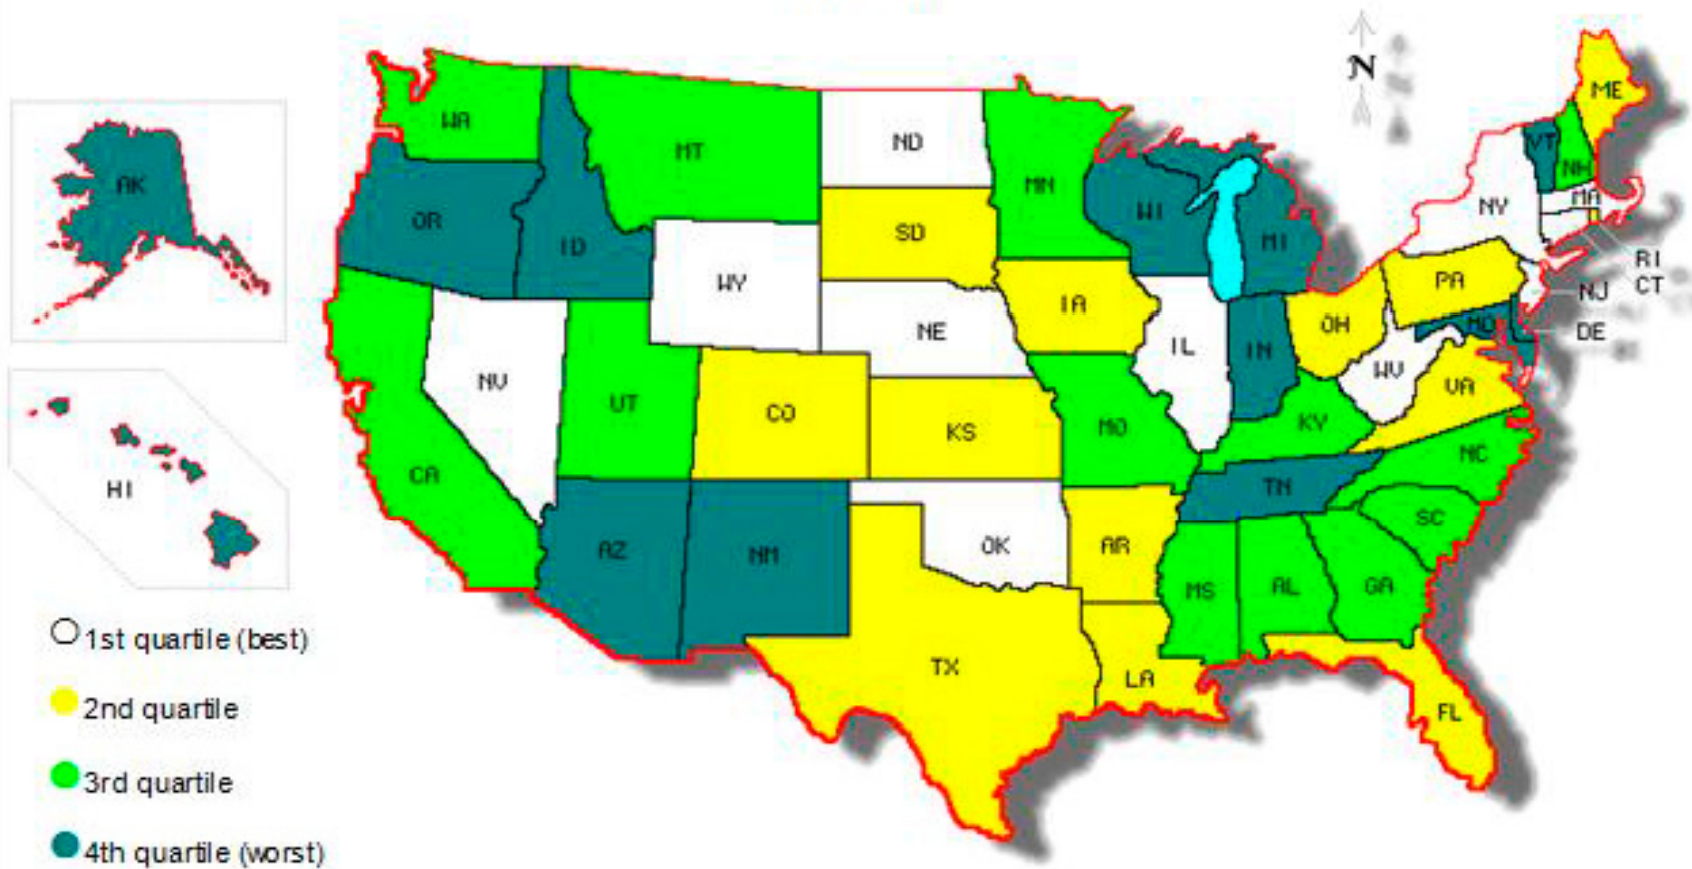 N
WA
MT
ND
MN
ME
VT
NH
AK
OR
ID
SD
WI
MI
NY
MA
WY
IA
PA
RI
CT
NJ
NE
IL
IN
OH
MD
DE
NV
UT
CO
KS
MO
KY
WV
VA
CA
HI
AZ
NM
OK
AR
TN
NC
SC
MS
AL
GA
TX
LA
FL
1st quartile (best)
2nd quartile
3rd quartile
4th quartile (worst)